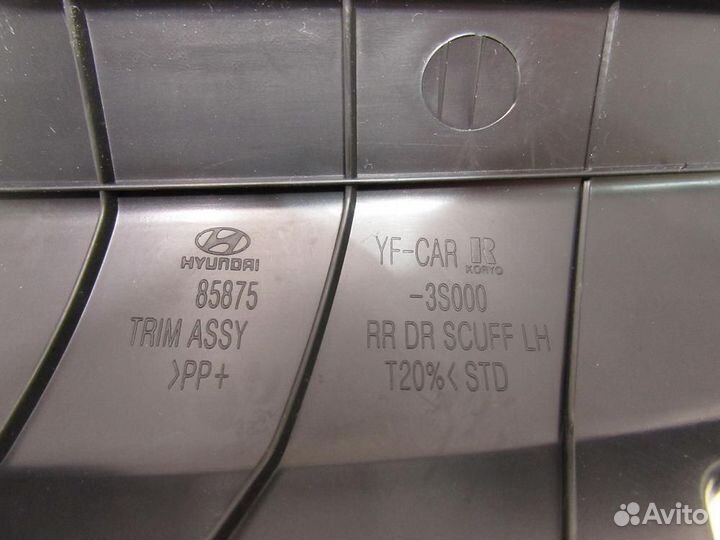 YF-CAR R
HYUNDAI KORYO
85875 -3S000
TRIM ASSY RR DR SCUFF LH
>PP+ T20%< STD
Avito